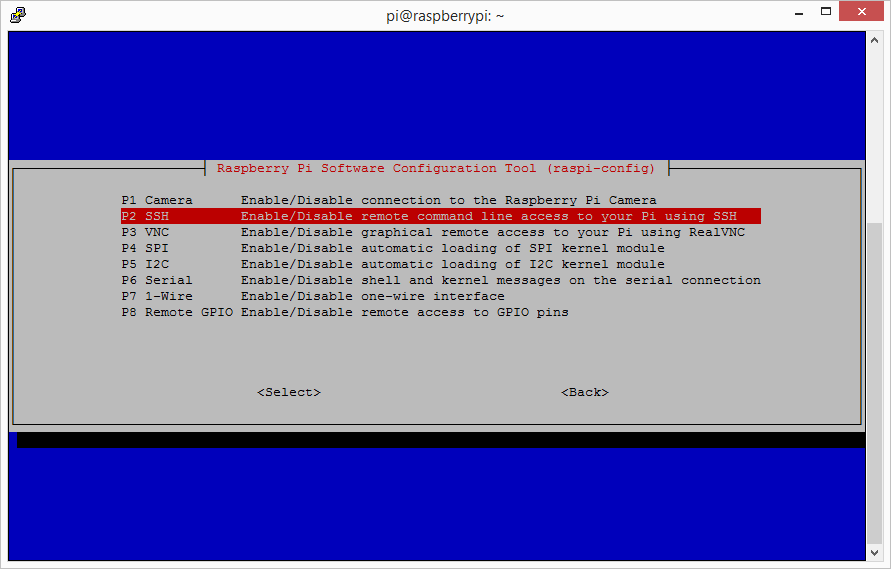 pi@raspberrypi: ~
Raspberry Pi Software Configuration Tool (raspi-config)
P1 Camera Enable/Disable connection to the Raspberry Pi Camera
P2 SSH Enable/Disable remote command line access to your Pi using SSH
P3 VNC Enable/Disable graphical remote access to your Pi using RealVNC
P4 SPI Enable/Disable automatic loading of SPI kernel module
P5 I2C Enable/Disable automatic loading of I2C kernel module
P6 Serial Enable/Disable shell and kernel messages on the serial connection
P7 1-Wire Enable/Disable one-wire interface
P8 Remote GPIO Enable/Disable remote access to GPIO pins
<Select> <Back>